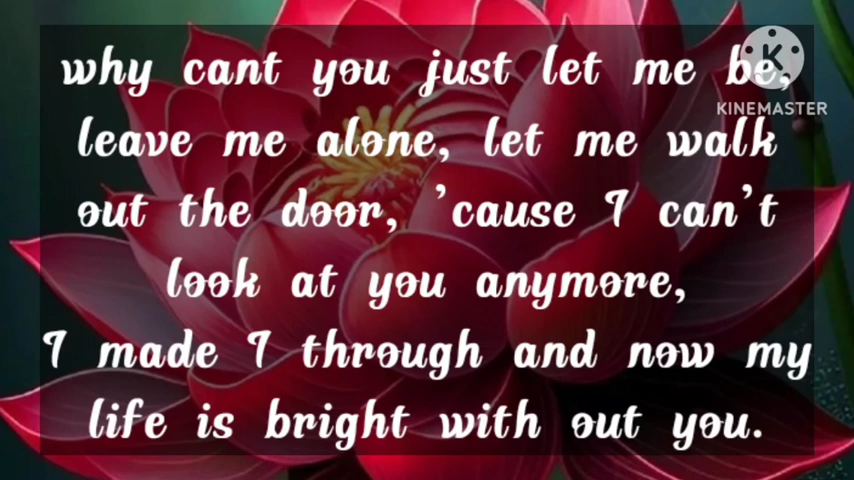 why cant you just let me be,
KINEMASTER
leave me alone, let me walk
out the door, 'cause I can't
look at you anymore,
I made I through and now my
life is bright with out you.